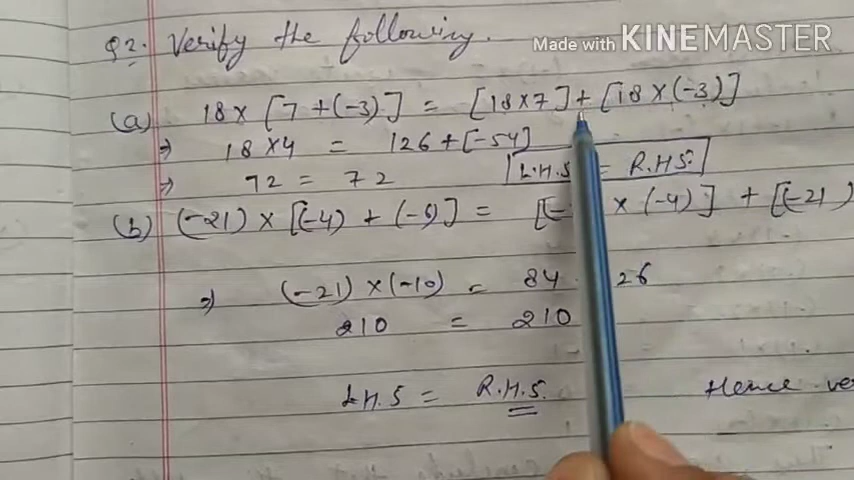 Q2. Verify the following.
Made with KINEMASTER
(a) 18 × [7 + (-3)] = [18 × 7] + [18 × (-3)]
⇒ 18 × 4 = 126 + [-54]
⇒ 72 = 72 L.H.S = R.H.S.
(b) (-21) × [(-4) + (-6)] = [(- × (-4)] + [(-21)
⇒ (-21) × (-10) = 84 26
210 = 210
L.H.S = R.H.S.
Hence